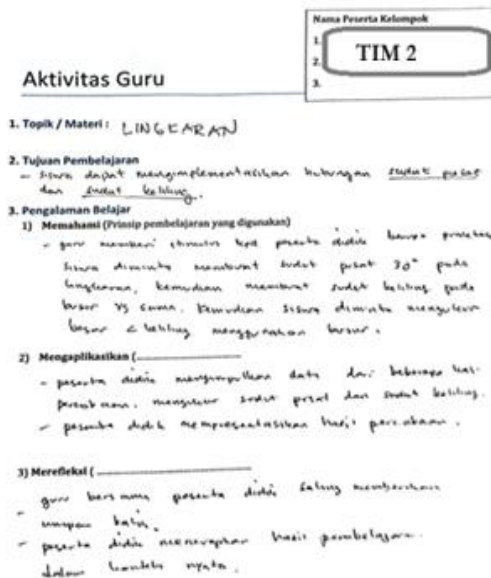 Nama Peserta Kelompok
1.
2.
3.
TIM 2
Aktivitas Guru
1. Topik / Materi : LINGKARAN
2. Tujuan Pembelajaran
- siswa dapat mengimplementasikan hubungan sudut pusat
dan sudut keliling.
3. Pengalaman Belajar
1) Memahami (Prinsip pembelajaran yang digunakan)
- guru memberi stimulus kpd peserta didik berupa
siswa diminta membuat sudut pusat 30° pada
lingkaran, kemudian membuat sudut keliling pada
busur yg sama. Kemudian siswa diminta mengukur
besar < keliling menggunakan busur.
2) Mengaplikasikan (
- peserta didik mengumpulkan data dari beberapa
percobaan, mengukur sudut pusat dan sudut keliling.
- peserta didik mempresentasikan hasil percobaan.
3) Merefleksi (
- guru bersama peserta didik saling memberikan
umpan balik.
- peserta didik menerapkan hasil pembelajaran
dalam konteks nyata.